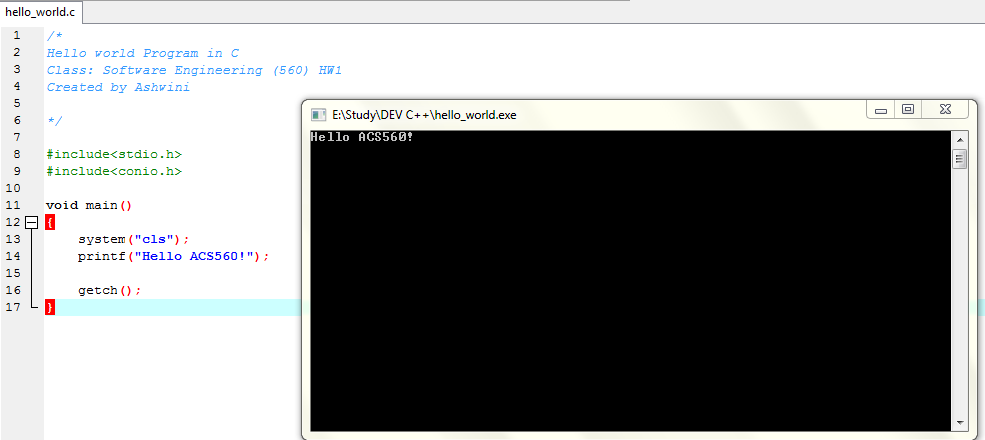 hello_world.c
1 /*
2 Hello world Program in C
3 Class: Software Engineering (560) HW1
4 Created by Ashwini
5
6 */
7
8 #include<stdio.h>
9 #include<conio.h>
10
11 void main()
12 {
13 system("cls");
14 printf("Hello ACS560!");
15
16 getch();
17 }
E:\Study\DEV C++\hello_world.exe
Hello ACS560!